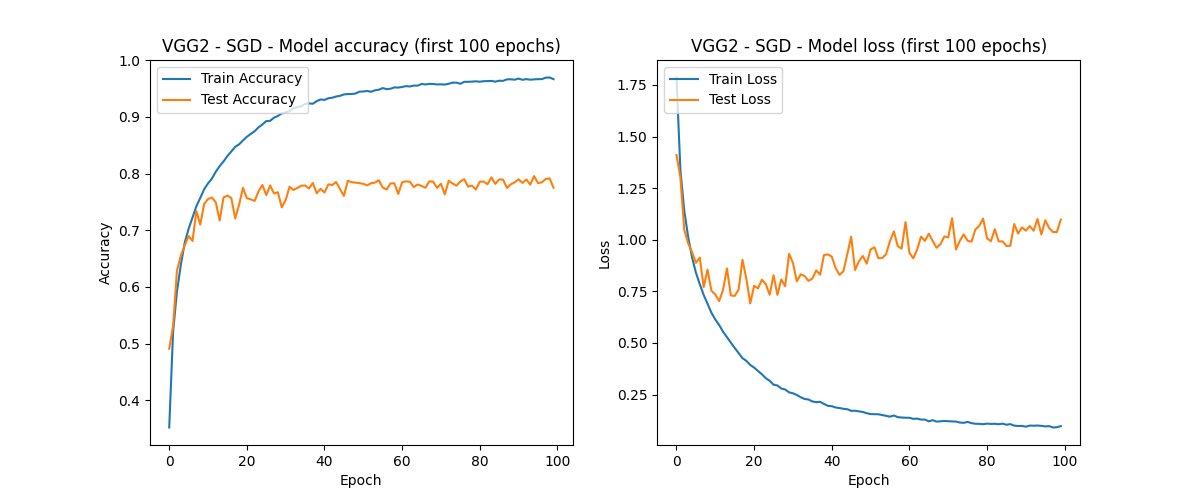 VGG2 - SGD - Model accuracy (first 100 epochs)
Train Accuracy
Test Accuracy
1.0
0.9
0.8
0.7
0.6
0.5
0.4
Accuracy
0 20 40 60 80 100
Epoch
VGG2 - SGD - Model loss (first 100 epochs)
Train Loss
Test Loss
1.75
1.50
1.25
1.00
0.75
0.50
0.25
Loss
0 20 40 60 80 100
Epoch